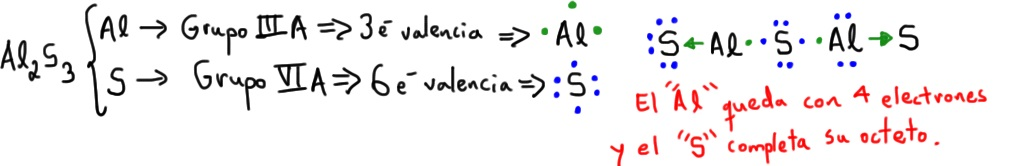 Al₂S₃ { Al → Grupo III A => 3 e⁻ valencia => ·Al·
S → Grupo VI A => 6 e⁻ valencia => :S:
:S ← Al · · S · · Al → S
El "Al" queda con 4 electrones
y el "S" completa su octeto.